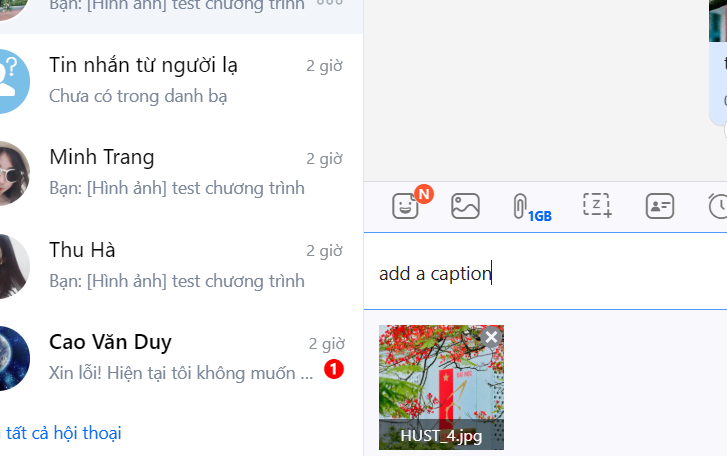 Bạn: [Hình ảnh] test chương trình
Tin nhắn từ người lạ
2 giờ
Chưa có trong danh bạ
Minh Trang
2 giờ
Bạn: [Hình ảnh] test chương trình
Thu Hà
2 giờ
Bạn: [Hình ảnh] test chương trình
Cao Văn Duy
2 giờ
Xin lỗi! Hiện tại tôi không muốn ...
1
tất cả hội thoại
N
1GB
Z
add a caption
ĐẠI HỌC
HUST_4.jpg